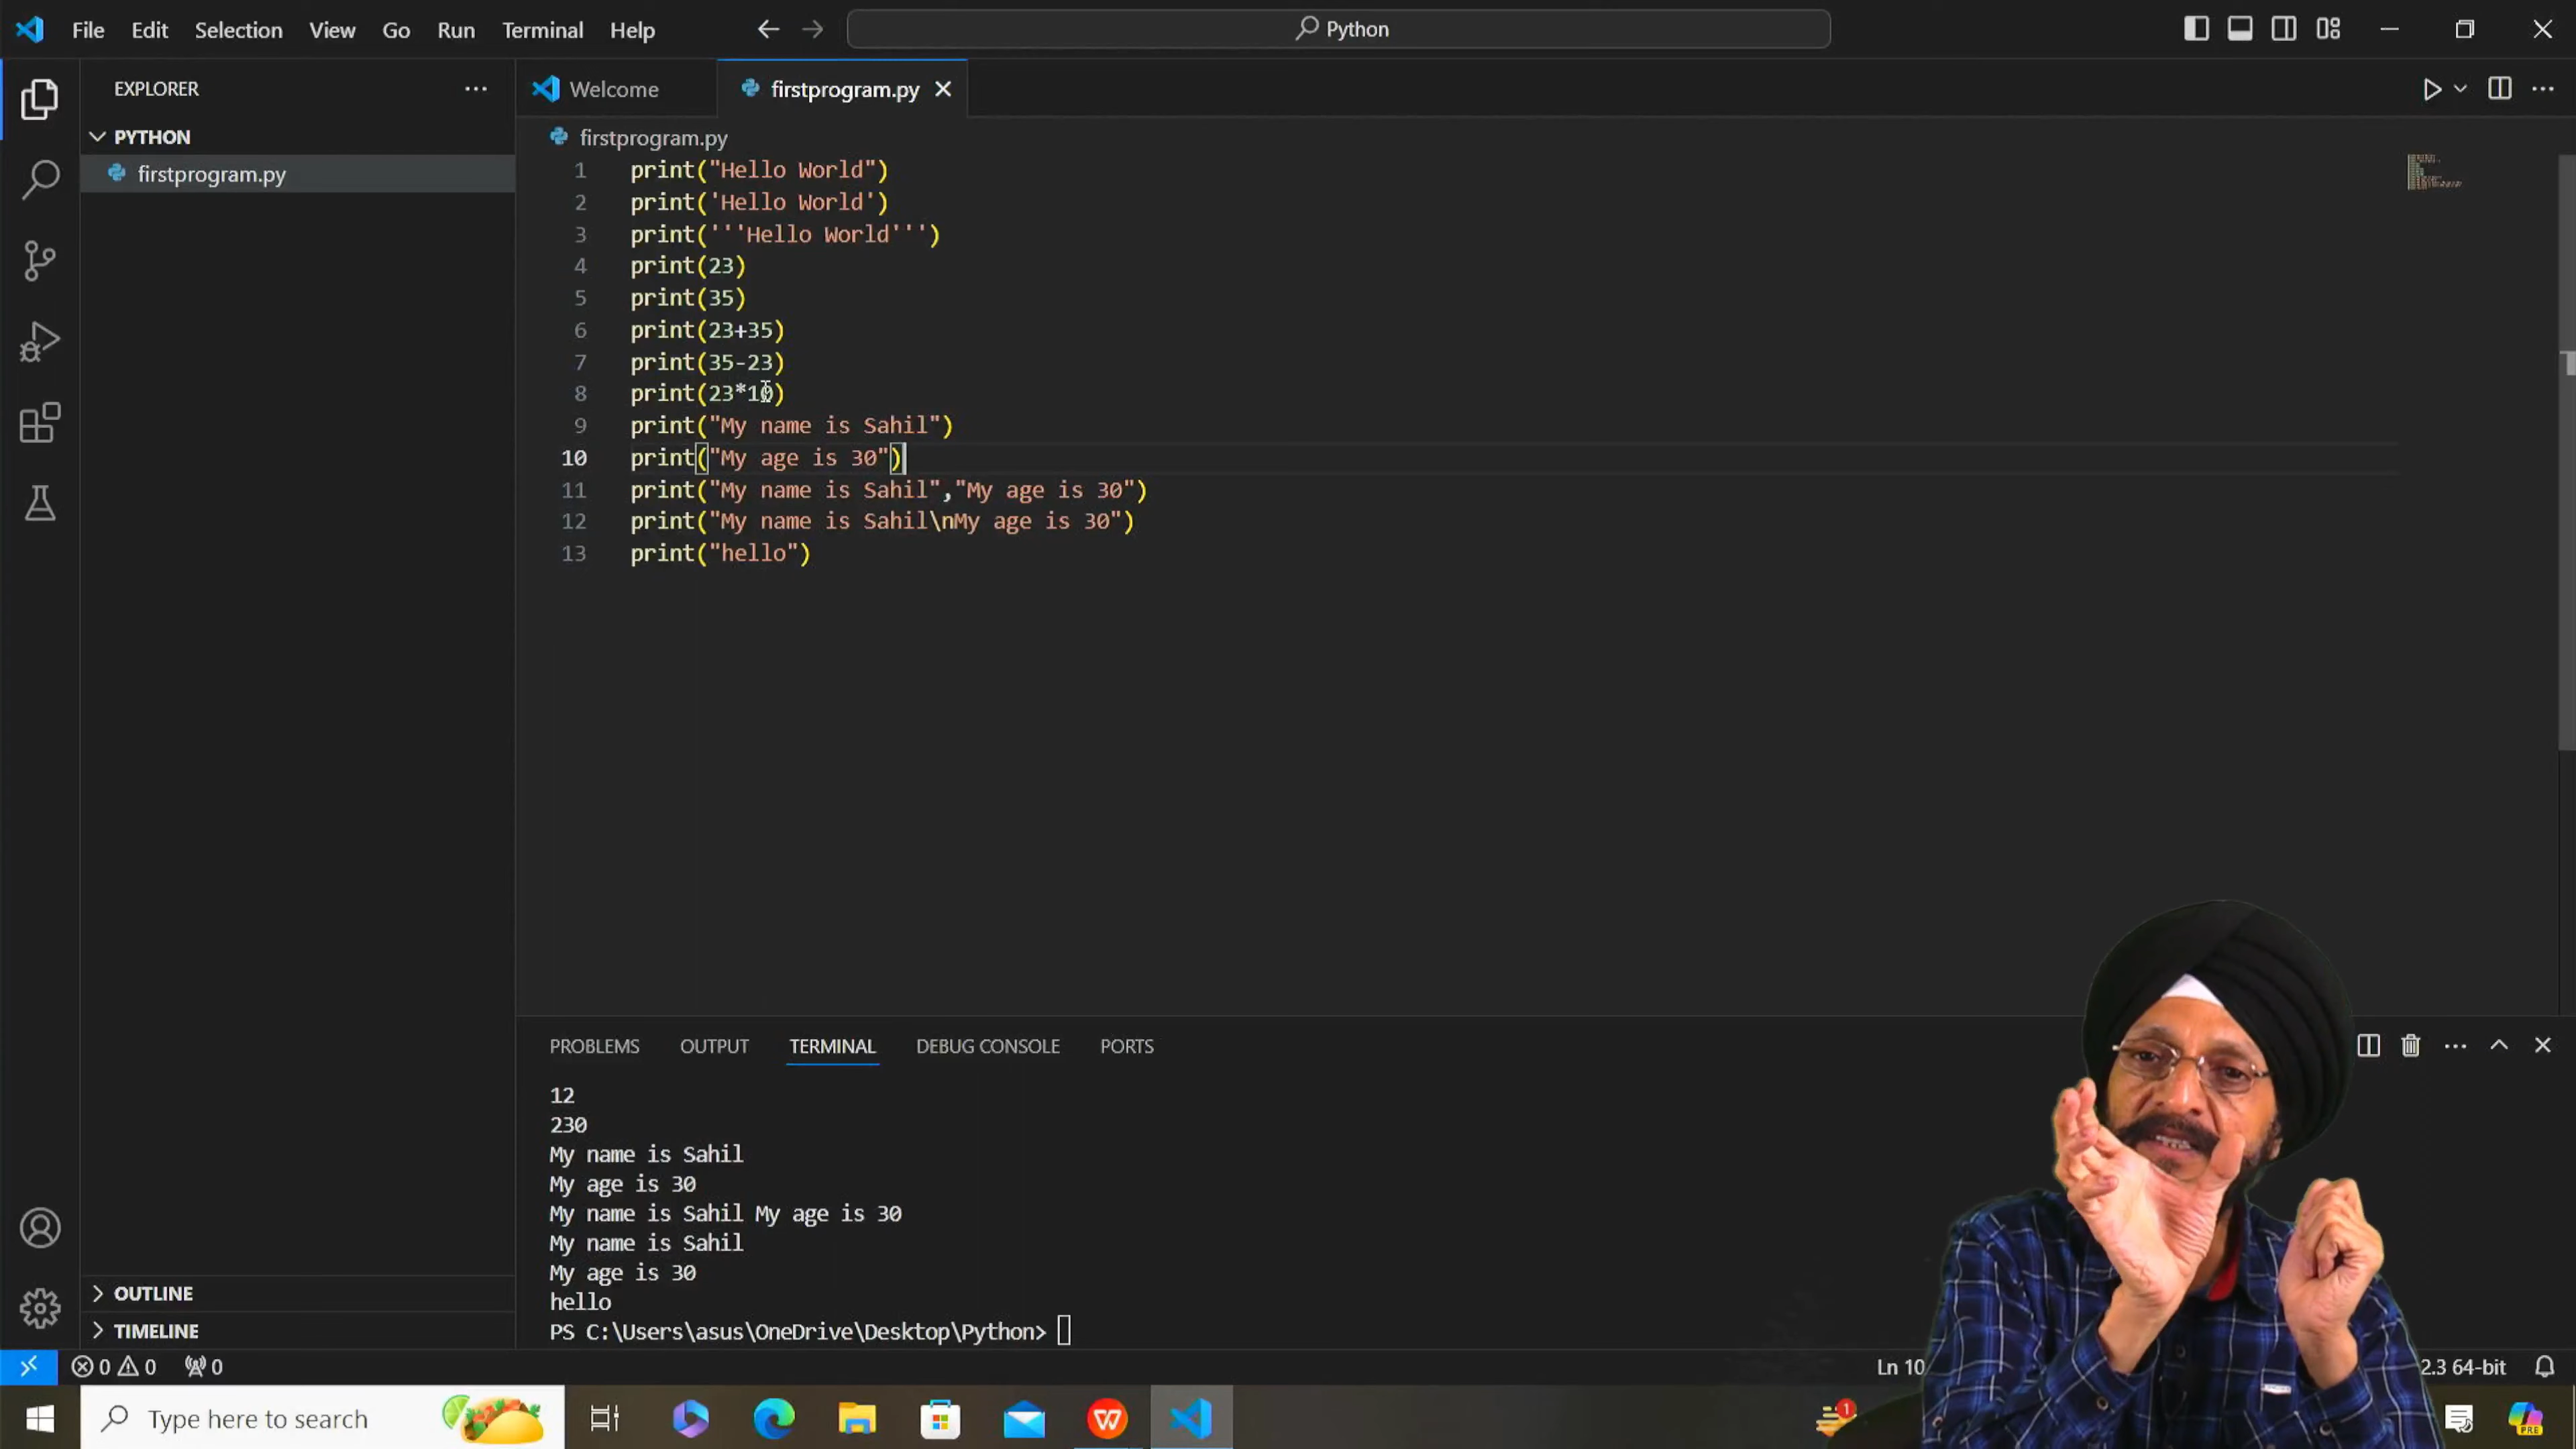 File Edit Selection View Go Run Terminal Help
Python
EXPLORER
PYTHON
firstprogram.py
OUTLINE
TIMELINE
Welcome
firstprogram.py
firstprogram.py
1 print("Hello World")
2 print('Hello World')
3 print('''Hello World''')
4 print(23)
5 print(35)
6 print(23+35)
7 print(35-23)
8 print(23*10)
9 print("My name is Sahil")
10 print("My age is 30")
11 print("My name is Sahil","My age is 30")
12 print("My name is Sahil\nMy age is 30")
13 print("hello")
PROBLEMS OUTPUT TERMINAL DEBUG CONSOLE PORTS
12
230
My name is Sahil
My age is 30
My name is Sahil My age is 30
My name is Sahil
My age is 30
hello
PS C:\Users\asus\OneDrive\Desktop\Python>
0 0 0 Ln 10 2.3 64-bit
Type here to search
W
1
PRE